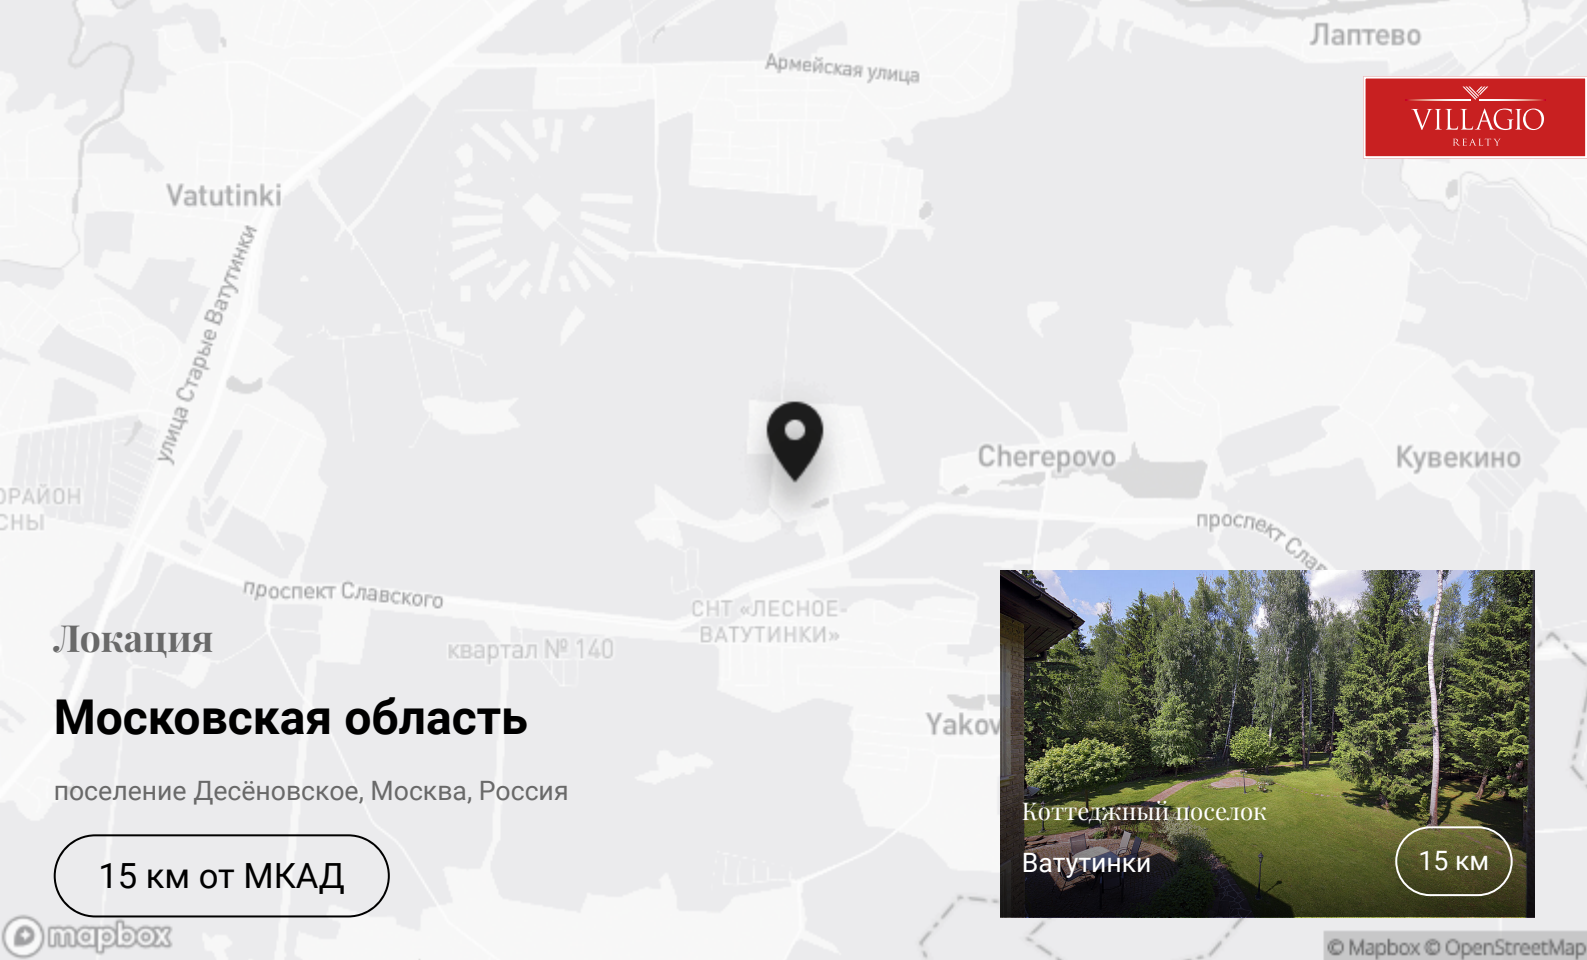 Лаптево
Армейская улица
VILLAGIO
REALTY
Vatutinki
улица Старые Ватутинки
Cherepovo
Кувекино
СНЫ
проспект
проспект Славского
СНТ «ЛЕСНОЕ-
ВАТУТИНКИ»
квартал № 140
Локация
Московская область
поселение Десёновское, Москва, Россия
15 км от МКАД
Коттеджный поселок
Ватутинки
15 км
mapbox
© Mapbox © OpenStreetMap